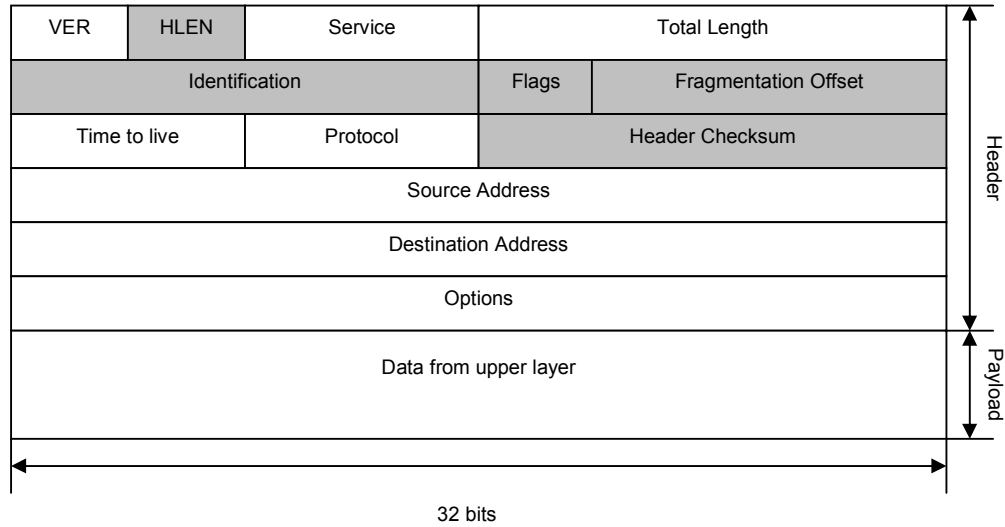 VER HLEN Service Total Length
Identification Flags Fragmentation Offset
Time to live Protocol Header Checksum
Source Address
Destination Address
Options
Data from upper layer
Header
Payload
32 bits